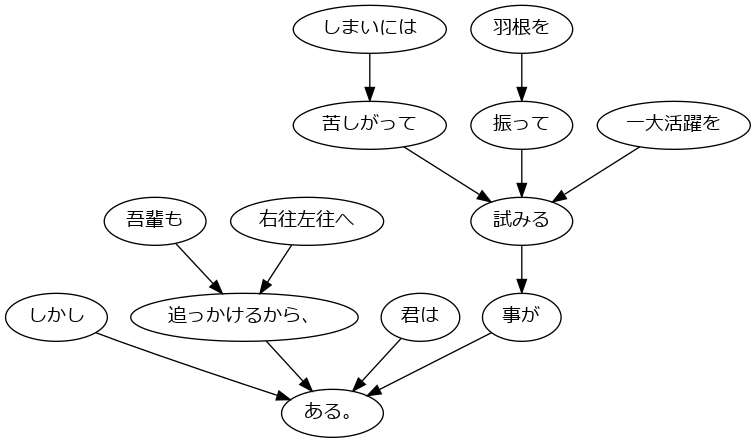 しまいには
羽根を
苦しがって
振って
一大活躍を
吾輩も
右往左往へ
試みる
しかし
追っかけるから、
君は
事が
ある。